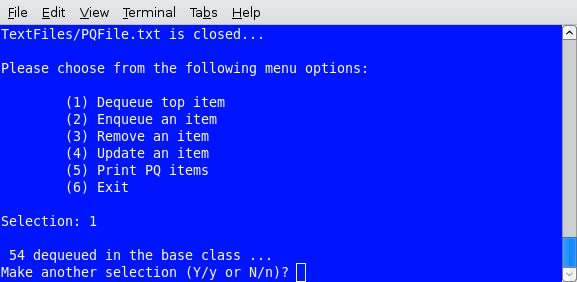 File Edit View Terminal Tabs Help
TextFiles/PQFile.txt is closed...
Please choose from the following menu options:
(1) Dequeue top item
(2) Enqueue an item
(3) Remove an item
(4) Update an item
(5) Print PQ items
(6) Exit
Selection: 1
54 dequeued in the base class ...
Make another selection (Y/y or N/n)?